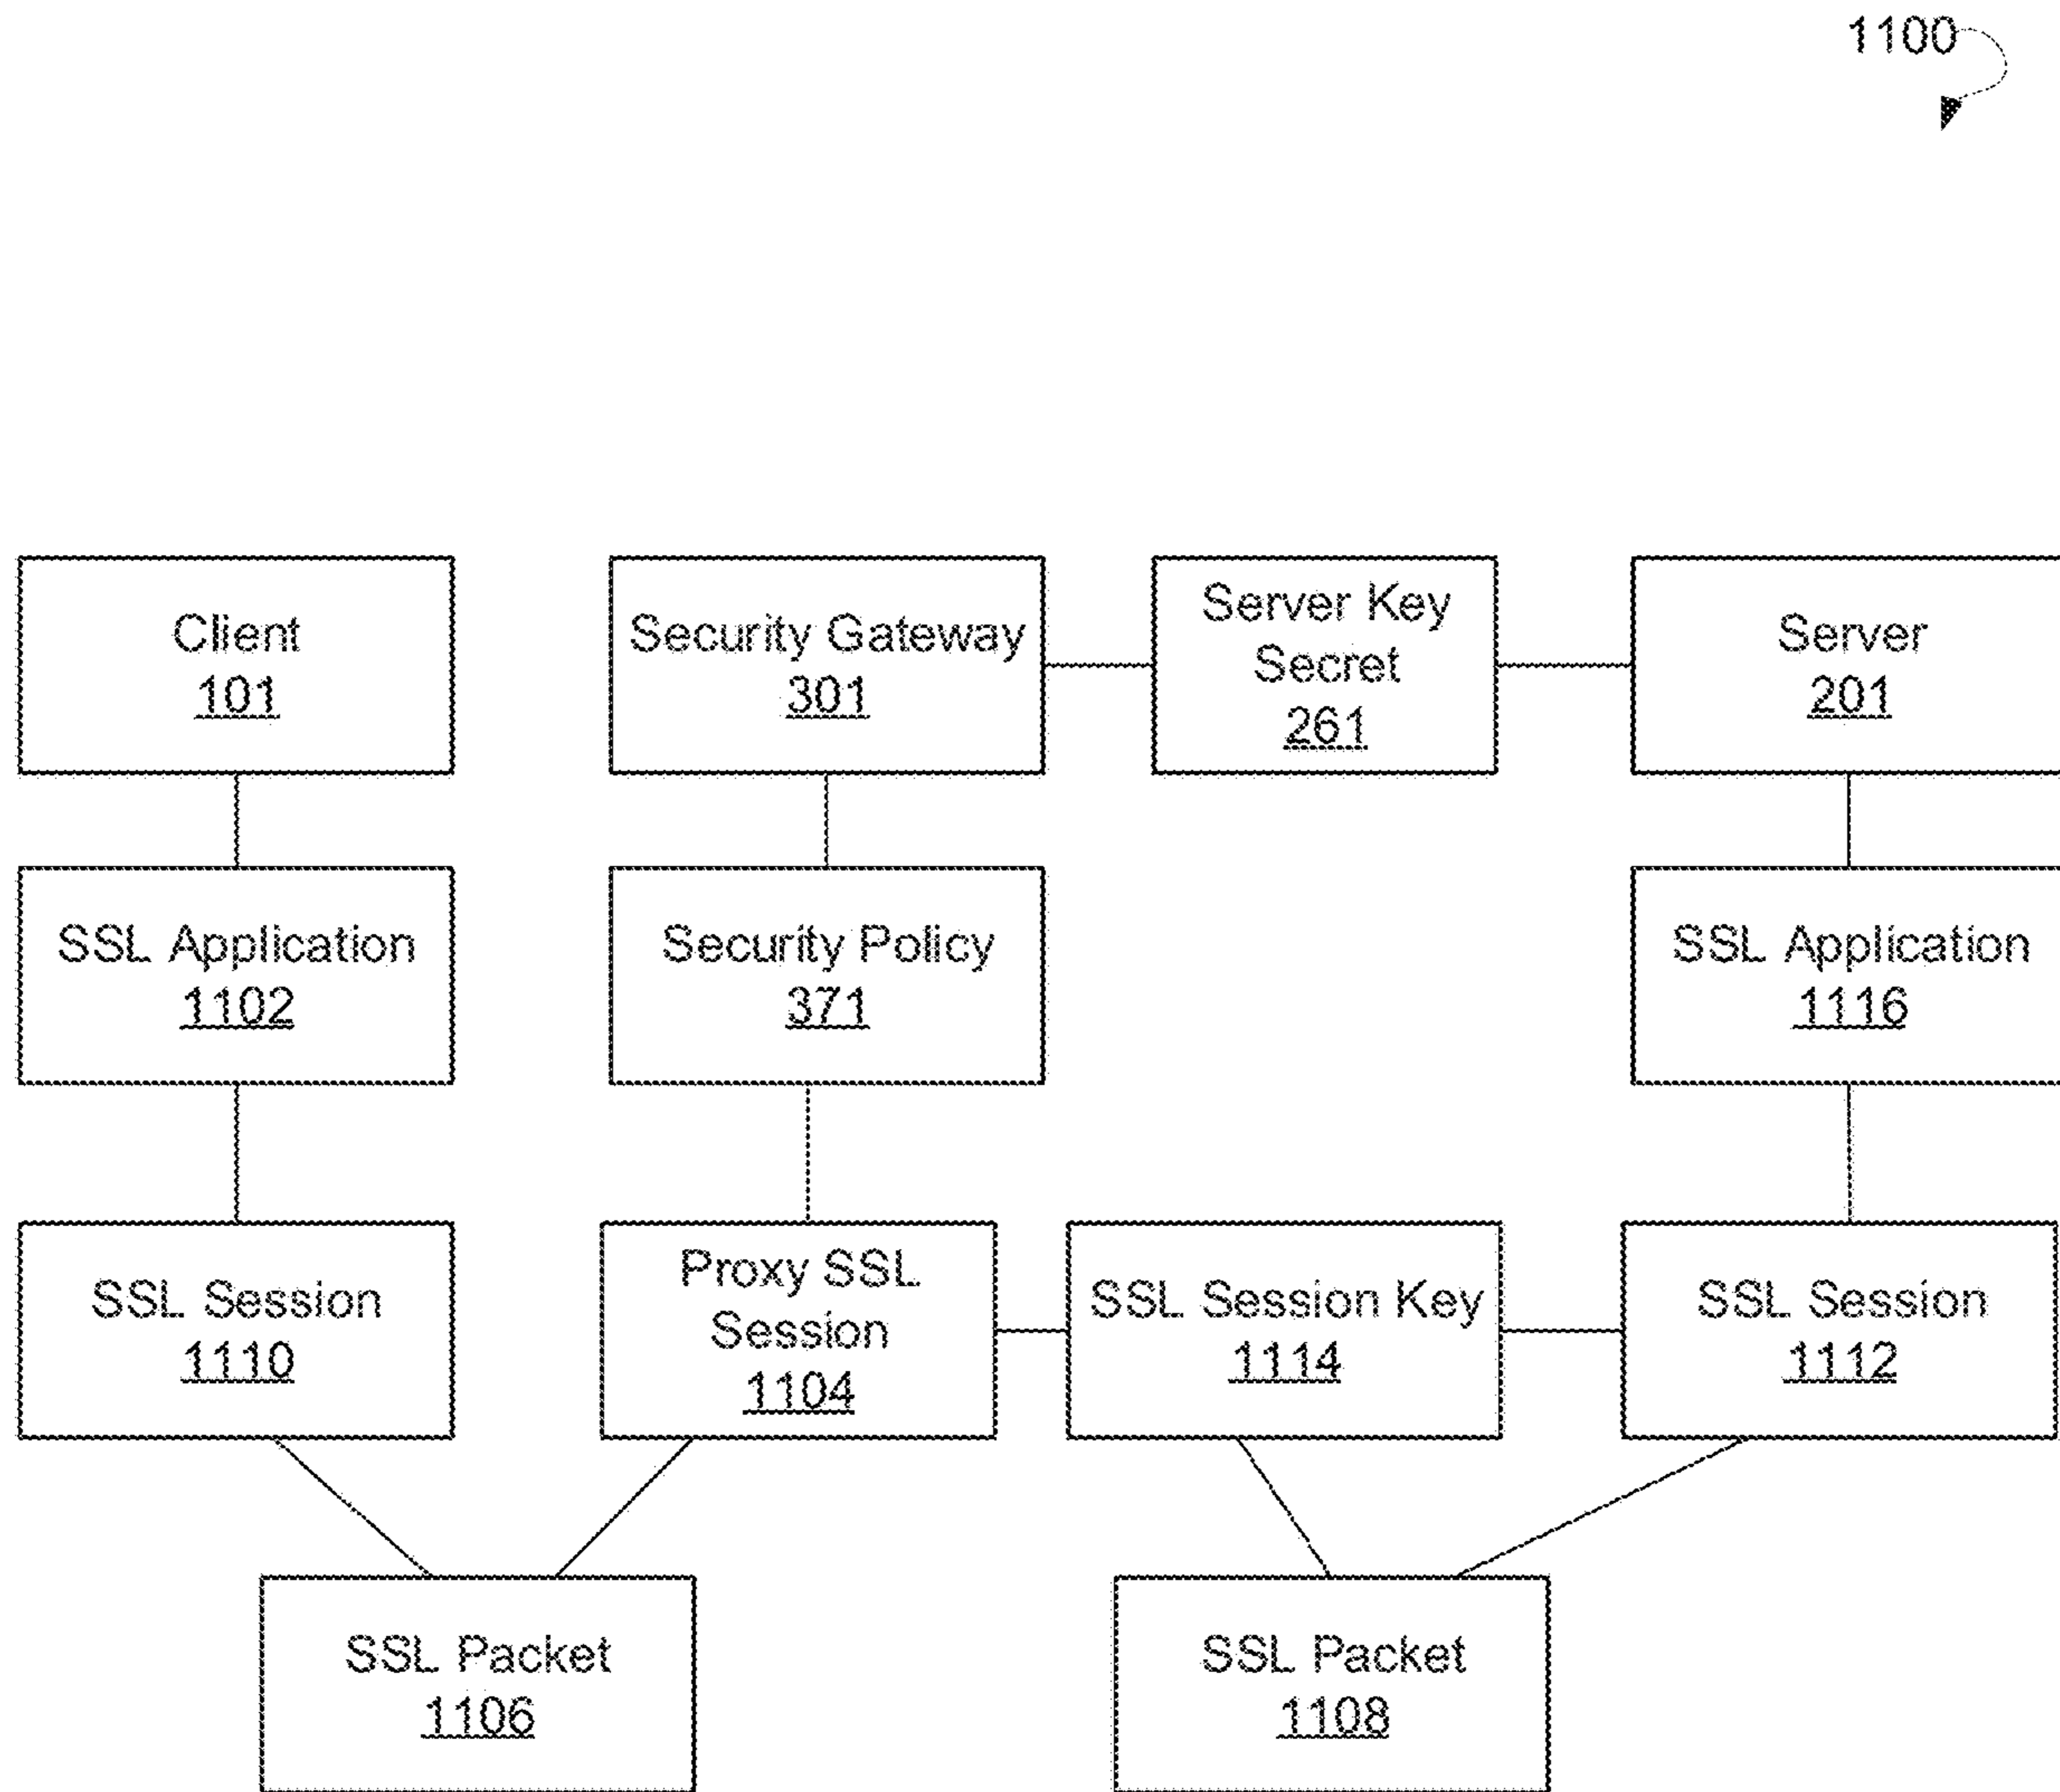 1100
Client
101
Security Gateway
301
Server Key
Secret
261
Server
201
SSL Application
1102
Security Policy
371
SSL Application
1116
SSL Session
1110
Proxy SSL
Session
1104
SSL Session Key
1114
SSL Session
1112
SSL Packet
1106
SSL Packet
1108